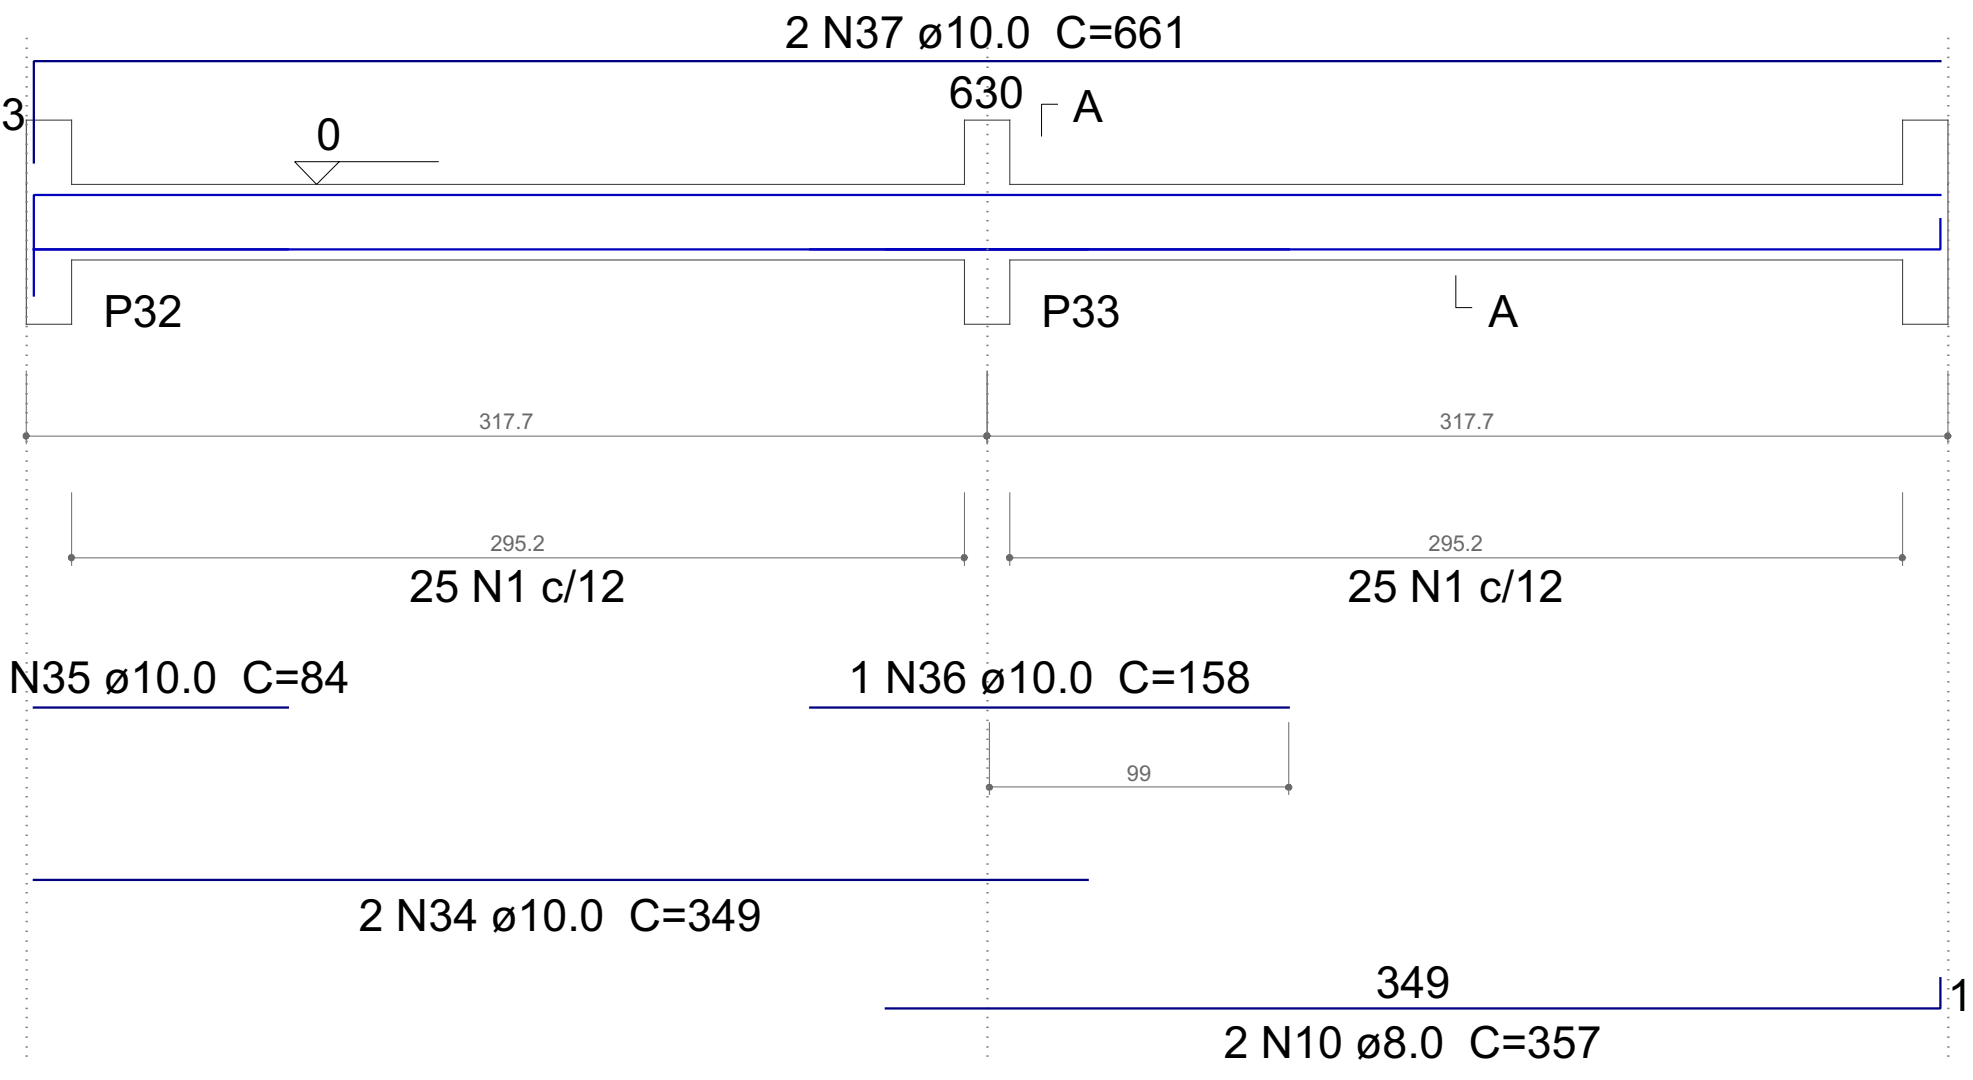 2 N37 ø10.0 C=661
630
A
3
0
P32
P33
A
317.7
317.7
295.2
295.2
25 N1 c/12
25 N1 c/12
N35 ø10.0 C=84
1 N36 ø10.0 C=158
99
2 N34 ø10.0 C=349
349
1
2 N10 ø8.0 C=357